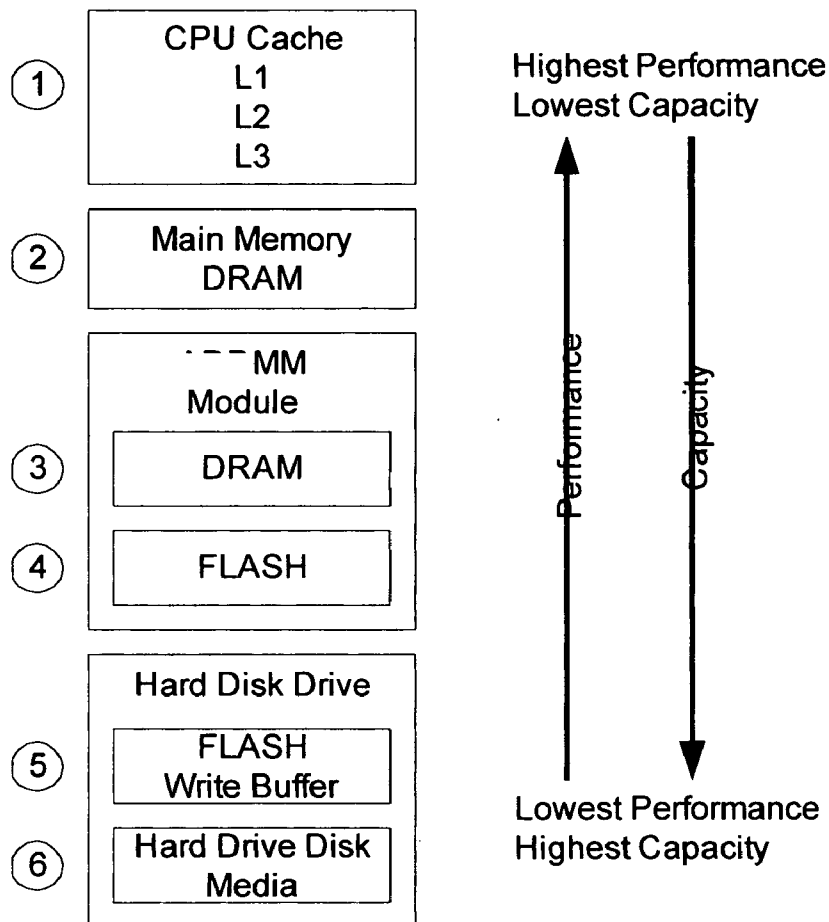 1
CPU Cache
L1
L2
L3
2
Main Memory
DRAM
Module
3
DRAM
4
FLASH
Hard Disk Drive
5
FLASH
Write Buffer
6
Hard Drive Disk
Media
Highest Performance
Lowest Capacity
Performance
Capacity
Lowest Performance
Highest Capacity